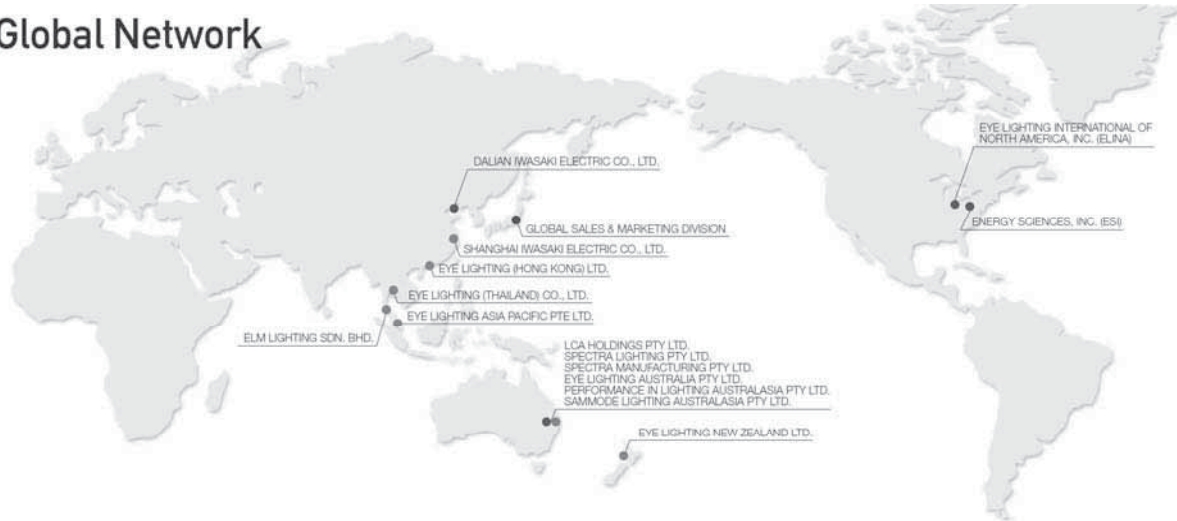 Global Network
EYE LIGHTING INTERNATIONAL OF
NORTH AMERICA, INC. (ELINA)
DALIAN IWASAKI ELECTRIC CO., LTD.
ENERGY SCIENCES, INC. (ESI)
GLOBAL SALES & MARKETING DIVISION
SHANGHAI IWASAKI ELECTRIC CO., LTD.
EYE LIGHTING (HONG KONG) LTD.
EYE LIGHTING (THAILAND) CO., LTD.
EYE LIGHTING ASIA PACIFIC PTE LTD.
ELM LIGHTING SDN. BHD.
LCA HOLDINGS PTY LTD.
SPECTRA LIGHTING PTY LTD.
SPECTRA MANUFACTURING PTY LTD.
EYE LIGHTING AUSTRALIA PTY LTD.
PERFORMANCE IN LIGHTING AUSTRALASIA PTY LTD.
SAMMODE LIGHTING AUSTRALASIA PTY LTD.
EYE LIGHTING NEW ZEALAND LTD.